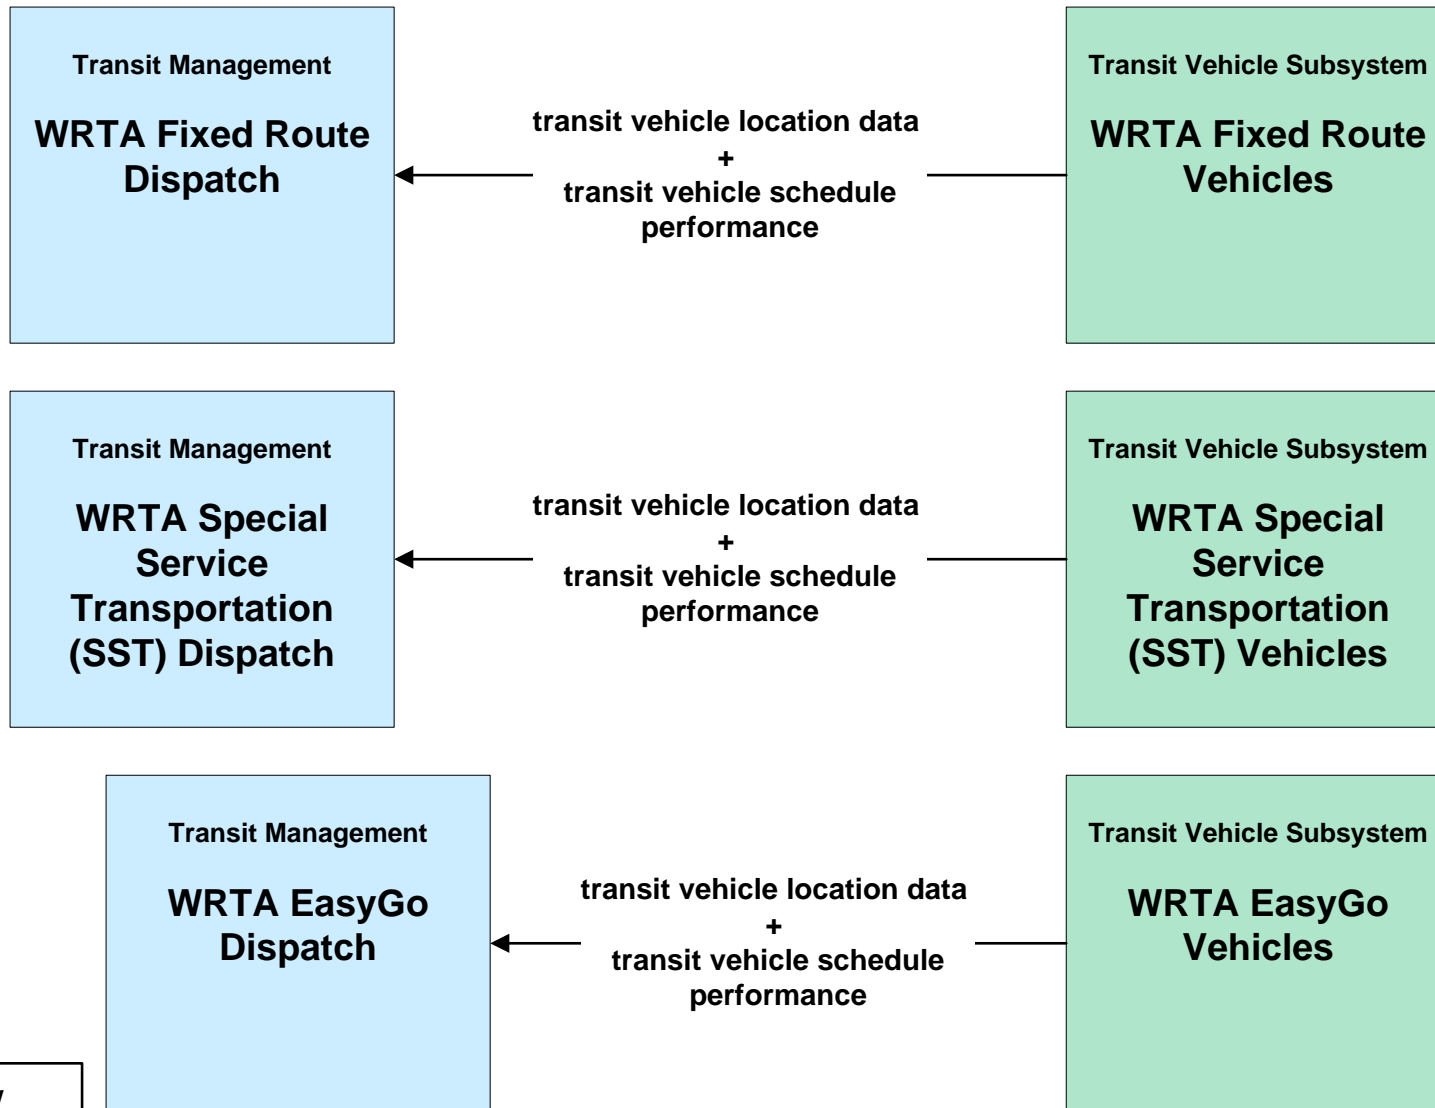 Transit Management
WRTA Fixed Route
Dispatch
transit vehicle location data
+
transit vehicle schedule
performance
Transit Vehicle Subsystem
WRTA Fixed Route
Vehicles
Transit Management
WRTA Special
Service
Transportation
(SST) Dispatch
transit vehicle location data
+
transit vehicle schedule
performance
Transit Vehicle Subsystem
WRTA Special
Service
Transportation
(SST) Vehicles
Transit Management
WRTA EasyGo
Dispatch
transit vehicle location data
+
transit vehicle schedule
performance
Transit Vehicle Subsystem
WRTA EasyGo
Vehicles